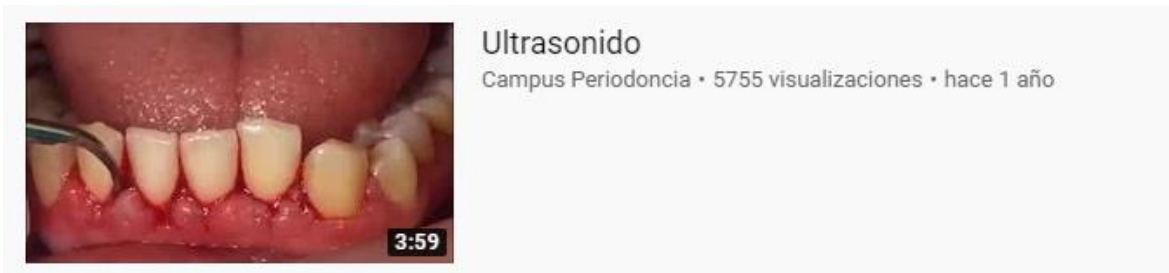 Ultrasonido
Campus Periodoncia • 5755 visualizaciones • hace 1 año
3:59